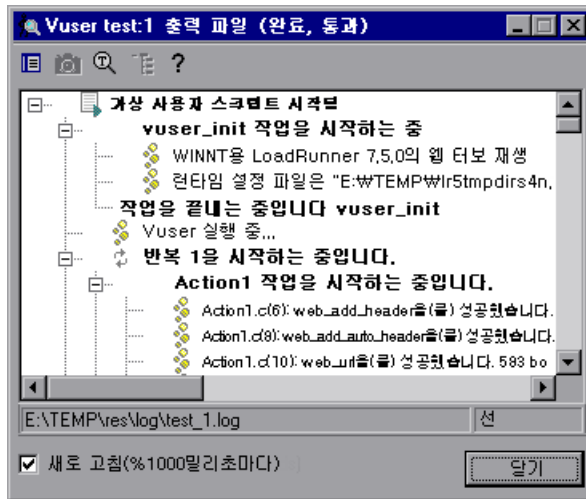 Vuser test:1 출력 파일 (완료, 통과)
가상 사용자 스크립트 시작됨
vuser_init 작업을 시작하는 중
WINNT용 LoadRunner 7,5,0의 웹 터보 재생
런타임 설정 파일은 "E:₩TEMP₩lr5tmpdirs4n,
작업을 끝내는 중입니다 vuser_init
Vuser 실행 중...
반복 1을 시작하는 중입니다.
Action1 작업을 시작하는 중입니다.
Action1.c(6): web_add_header을(를) 성공했습니다.
Action1.c(8): web_add_auto_header을(를) 성공했습니다.
Action1.c(10): web_url을(를) 성공했습니다. 583 bo
E:\TEMP\res\log\test_1.log 선
새로 고침(%1000밀리초마다)
닫기